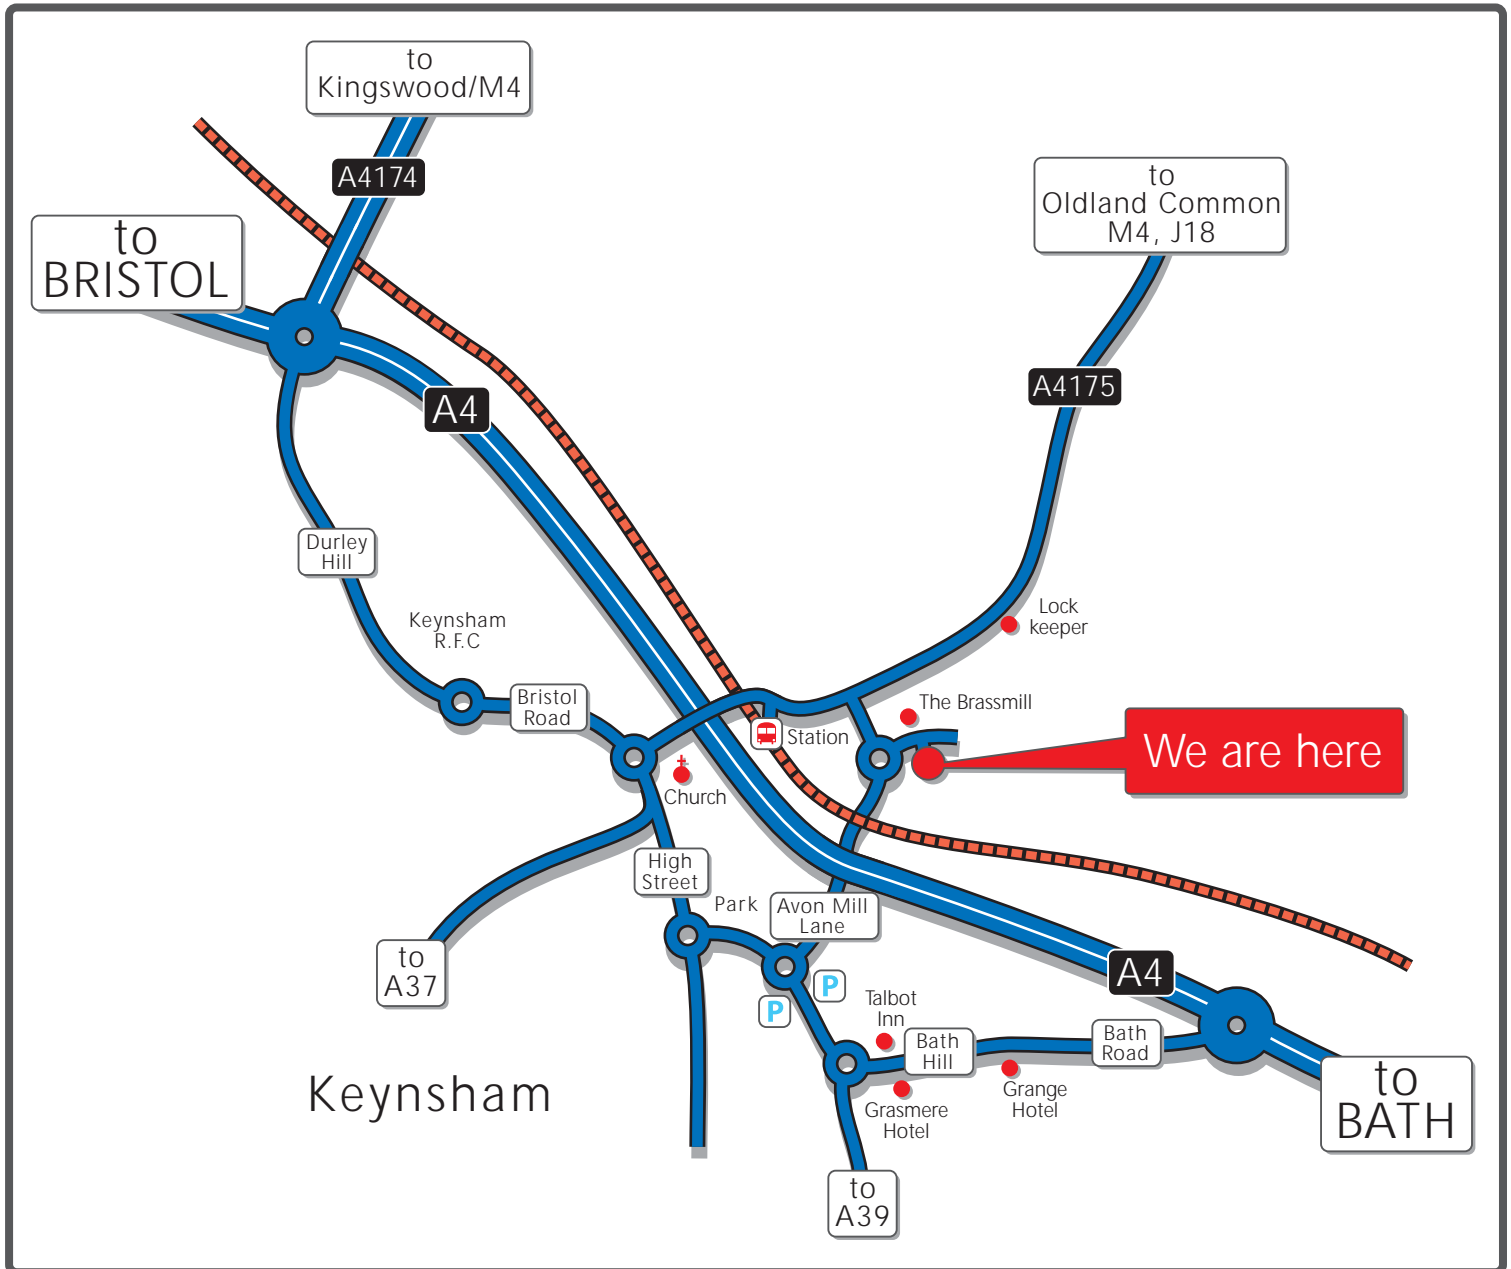 to
Kingswood/M4
A4174
to
Oldland Common
M4, J18
to
BRISTOL
A4175
A4
Durley
Hill
Keynsham
R.F.C
Lock
keeper
Bristol
Road
The Brassmill
Station
We are here
Church
High
Street
Park
Avon Mill
Lane
to
A37
A4
P
P
Talbot
Inn
Bath
Hill
Bath
Road
Keynsham
Grasmere
Hotel
Grange
Hotel
to
BATH
to
A39